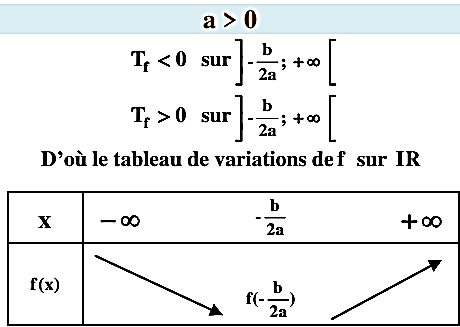 a > 0
T_f < 0 sur ]-b/2a ; +∞[
T_f > 0 sur ]-b/2a ; +∞[
D'où le tableau de variations de f sur IR
x −∞ -b/2a +∞
f(x) f(-b/2a)